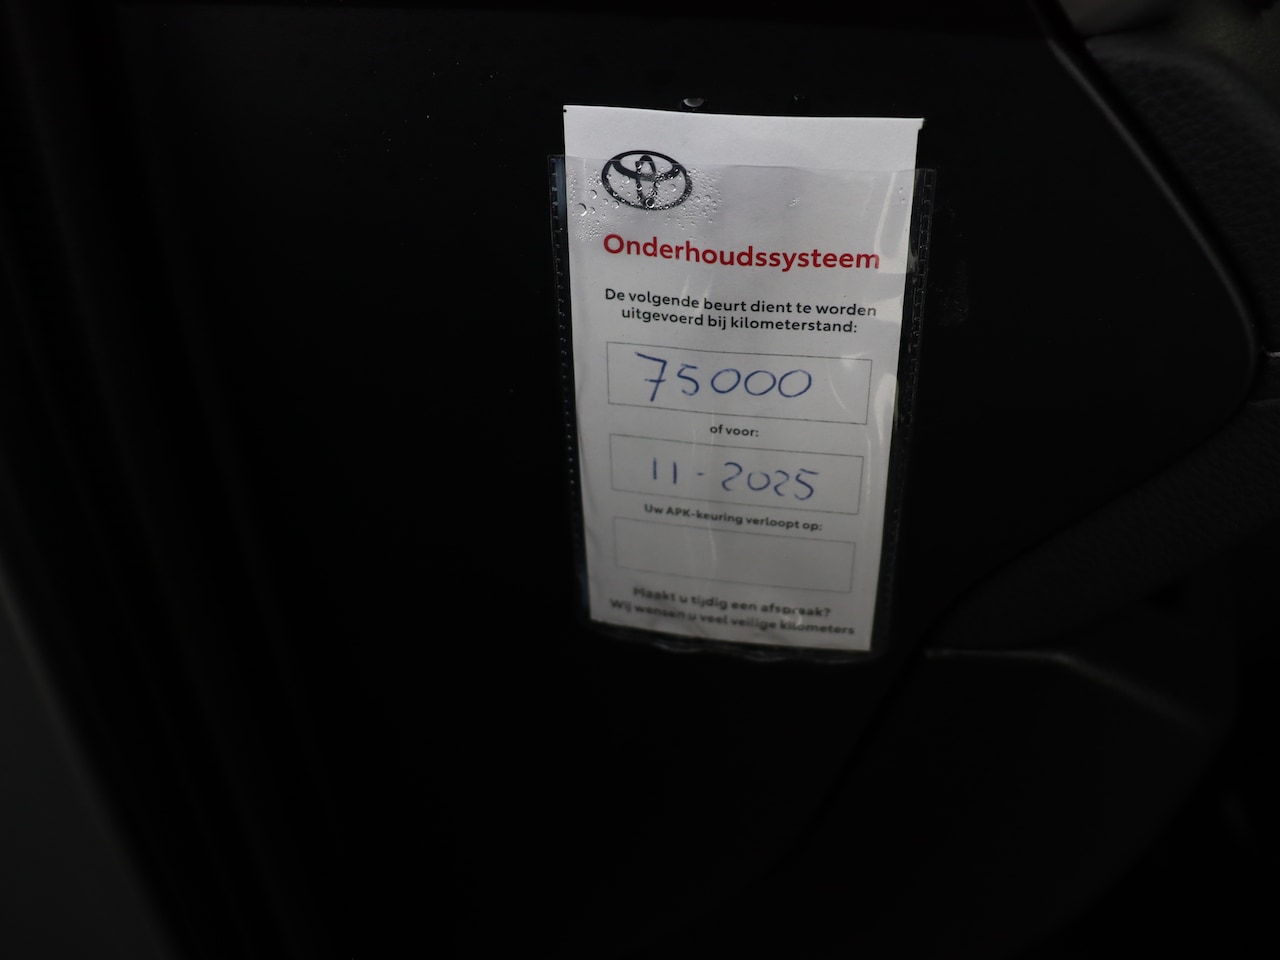 Onderhoudssysteem
De volgende beurt dient te worden
uitgevoerd bij kilometerstand:
75000
of voor:
11-2025
Uw APK-keuring verloopt op:
Maakt u tijdig een afspraak?
Wij wensen u veel veilige kilometers